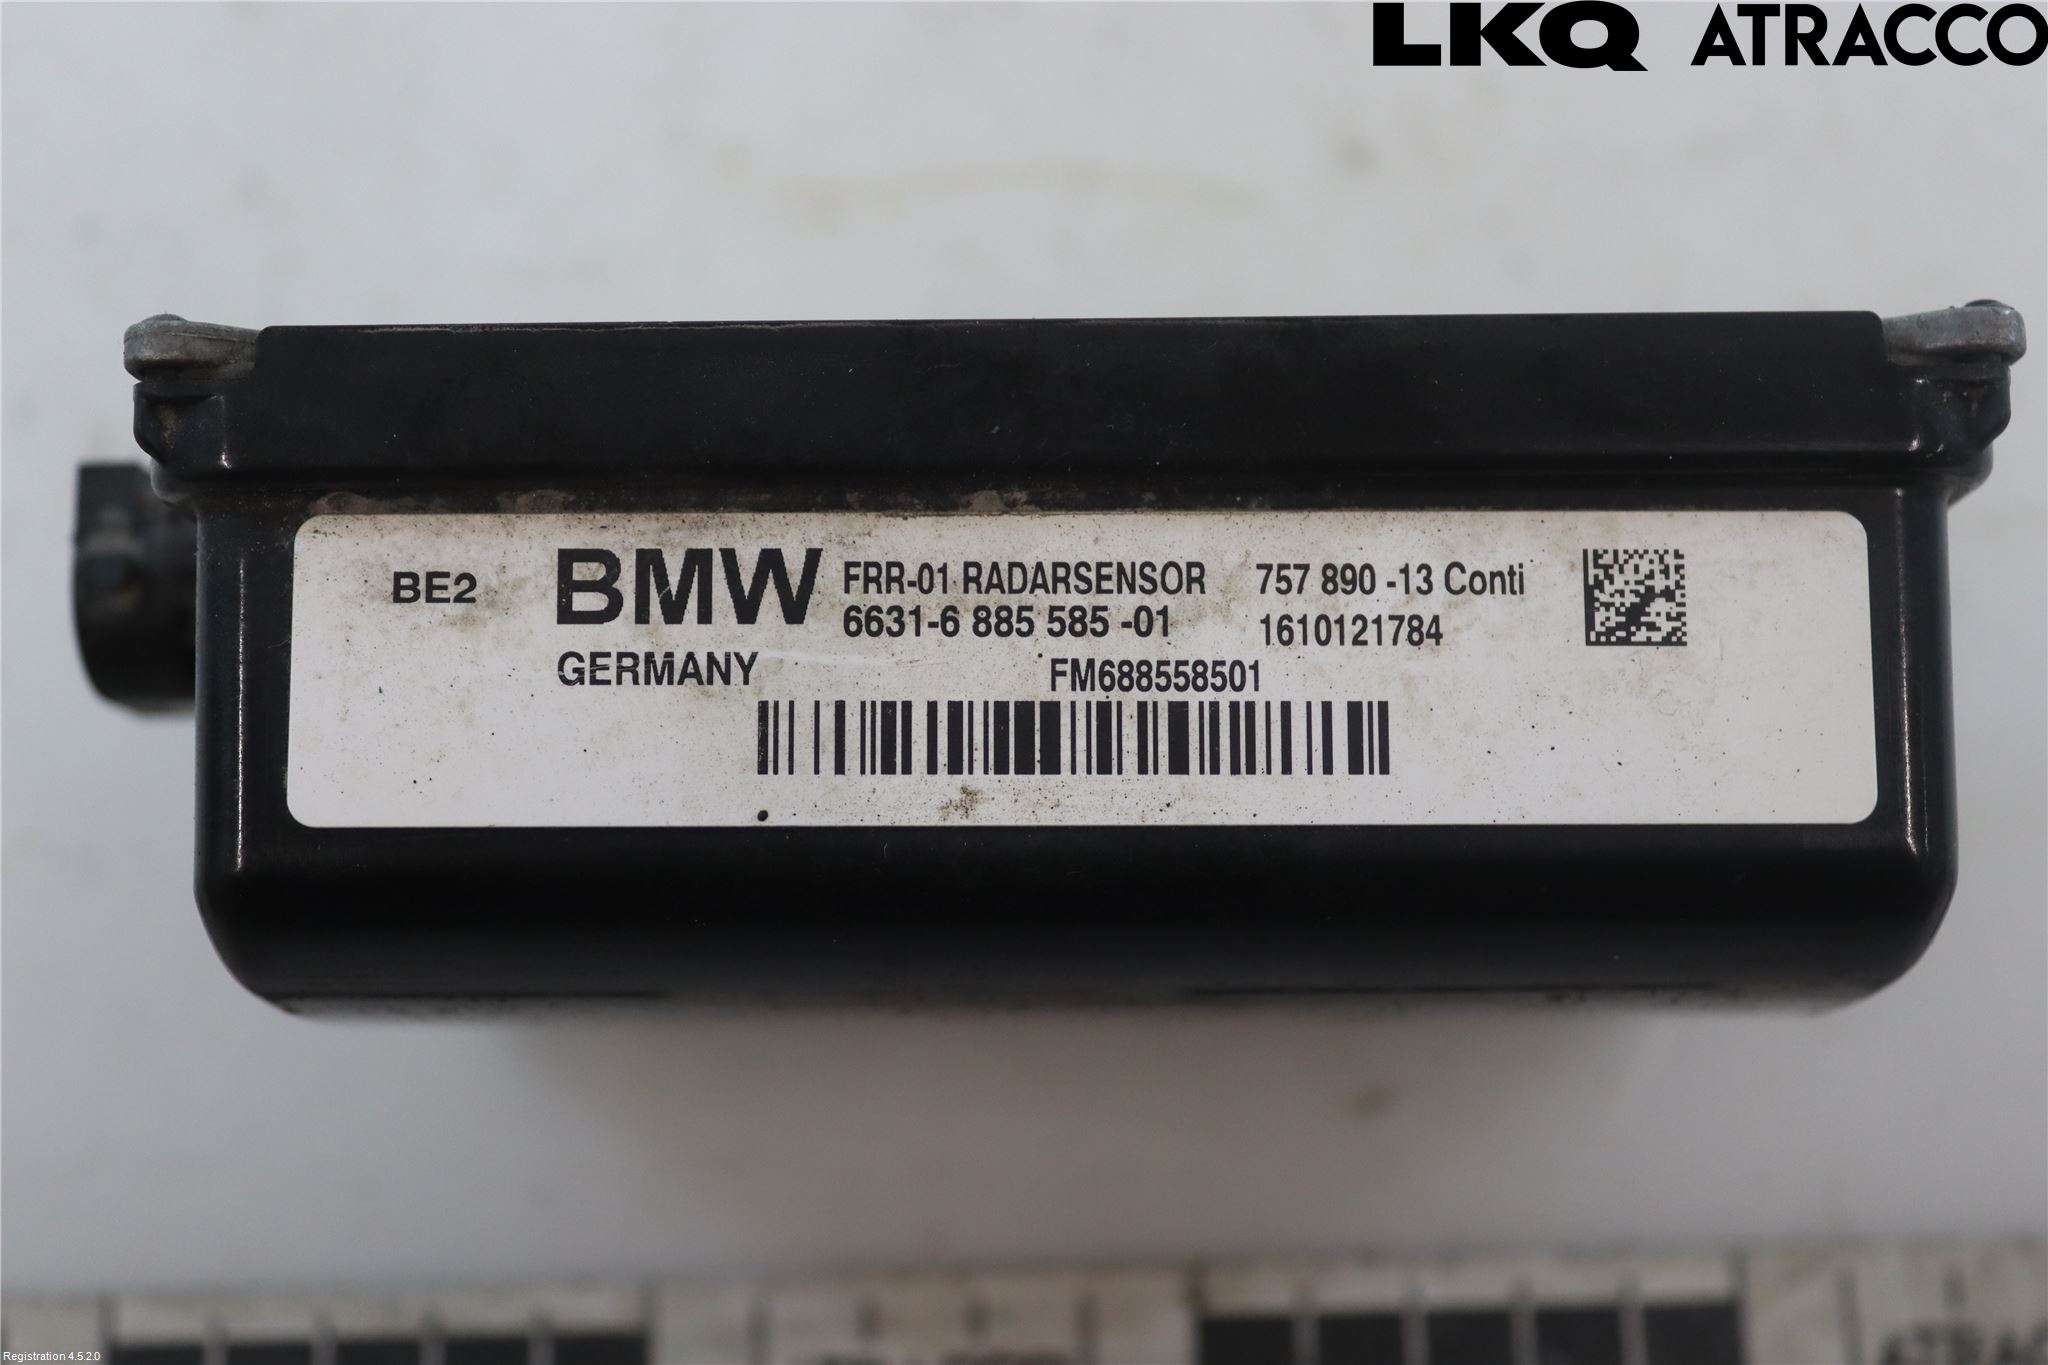 LKQ ATRACCO
BE2
BMW
FRR-01 RADARSENSOR 757 890 -13 Conti
6631-6 885 585 -01 1610121784
GERMANY FM688558501
Registration 4.5.2.0